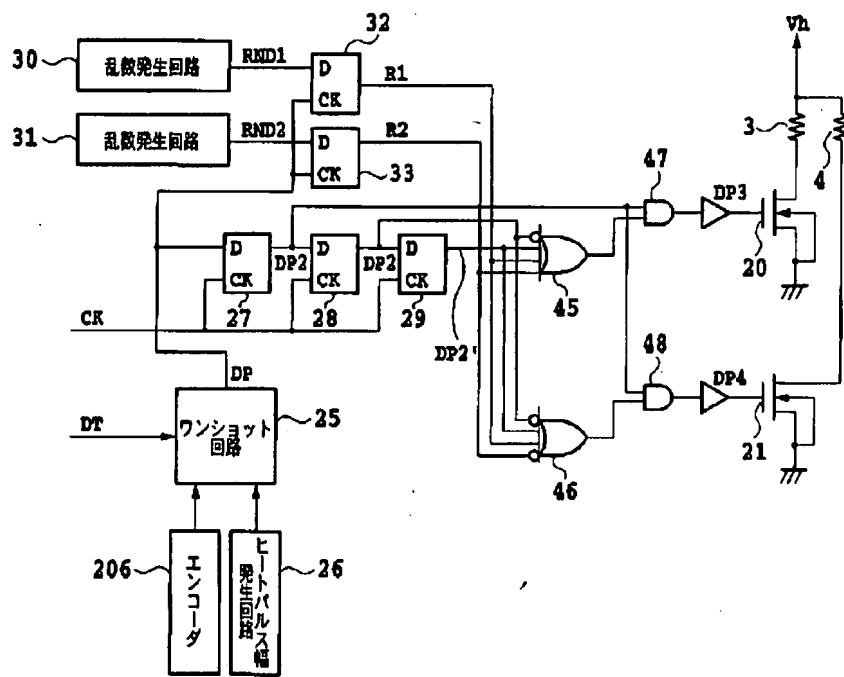 32
30
乱数発生回路
RND1
D
CK
R1
31
乱数発生回路
RND2
D
CK
R2
33
Vh
3
4
47
DP3
20
D
CK
27
DP2
D
CK
28
DP2
D
CK
29
45
CK
DP2'
DP
48
DP4
21
DT
ワンショット
回路
25
46
206
エンコーダ
ヒートパルス幅
発生回路
26